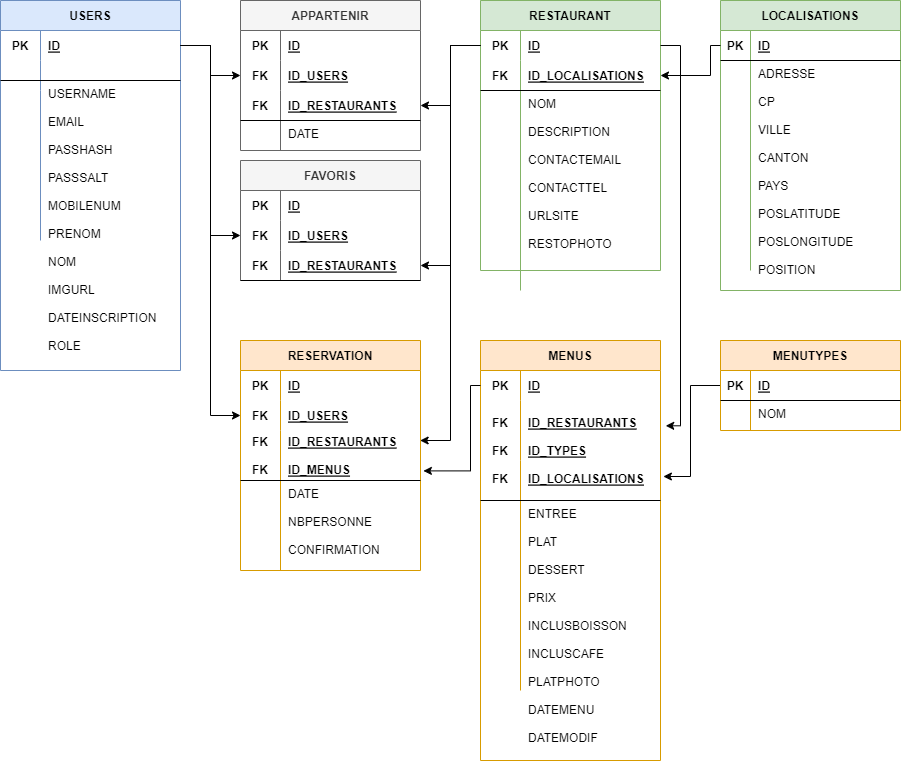 USERS
PK ID
USERNAME
EMAIL
PASSHASH
PASSSALT
MOBILENUM
PRENOM
NOM
IMGURL
DATEINSCRIPTION
ROLE
APPARTENIR
PK ID
FK ID_USERS
FK ID_RESTAURANTS
DATE
FAVORIS
PK ID
FK ID_USERS
FK ID_RESTAURANTS
RESTAURANT
PK ID
FK ID_LOCALISATIONS
NOM
DESCRIPTION
CONTACTEMAIL
CONTACTTEL
URLSITE
RESTOPHOTO
LOCALISATIONS
PK ID
ADRESSE
CP
VILLE
CANTON
PAYS
POSLATITUDE
POSLONGITUDE
POSITION
RESERVATION
PK ID
FK ID_USERS
FK ID_RESTAURANTS
FK ID_MENUS
DATE
NBPERSONNE
CONFIRMATION
MENUS
PK ID
FK ID_RESTAURANTS
FK ID_TYPES
FK ID_LOCALISATIONS
ENTREE
PLAT
DESSERT
PRIX
INCLUSBOISSON
INCLUSCAFE
PLATPHOTO
DATEMENU
DATEMODIF
MENUTYPES
PK ID
NOM